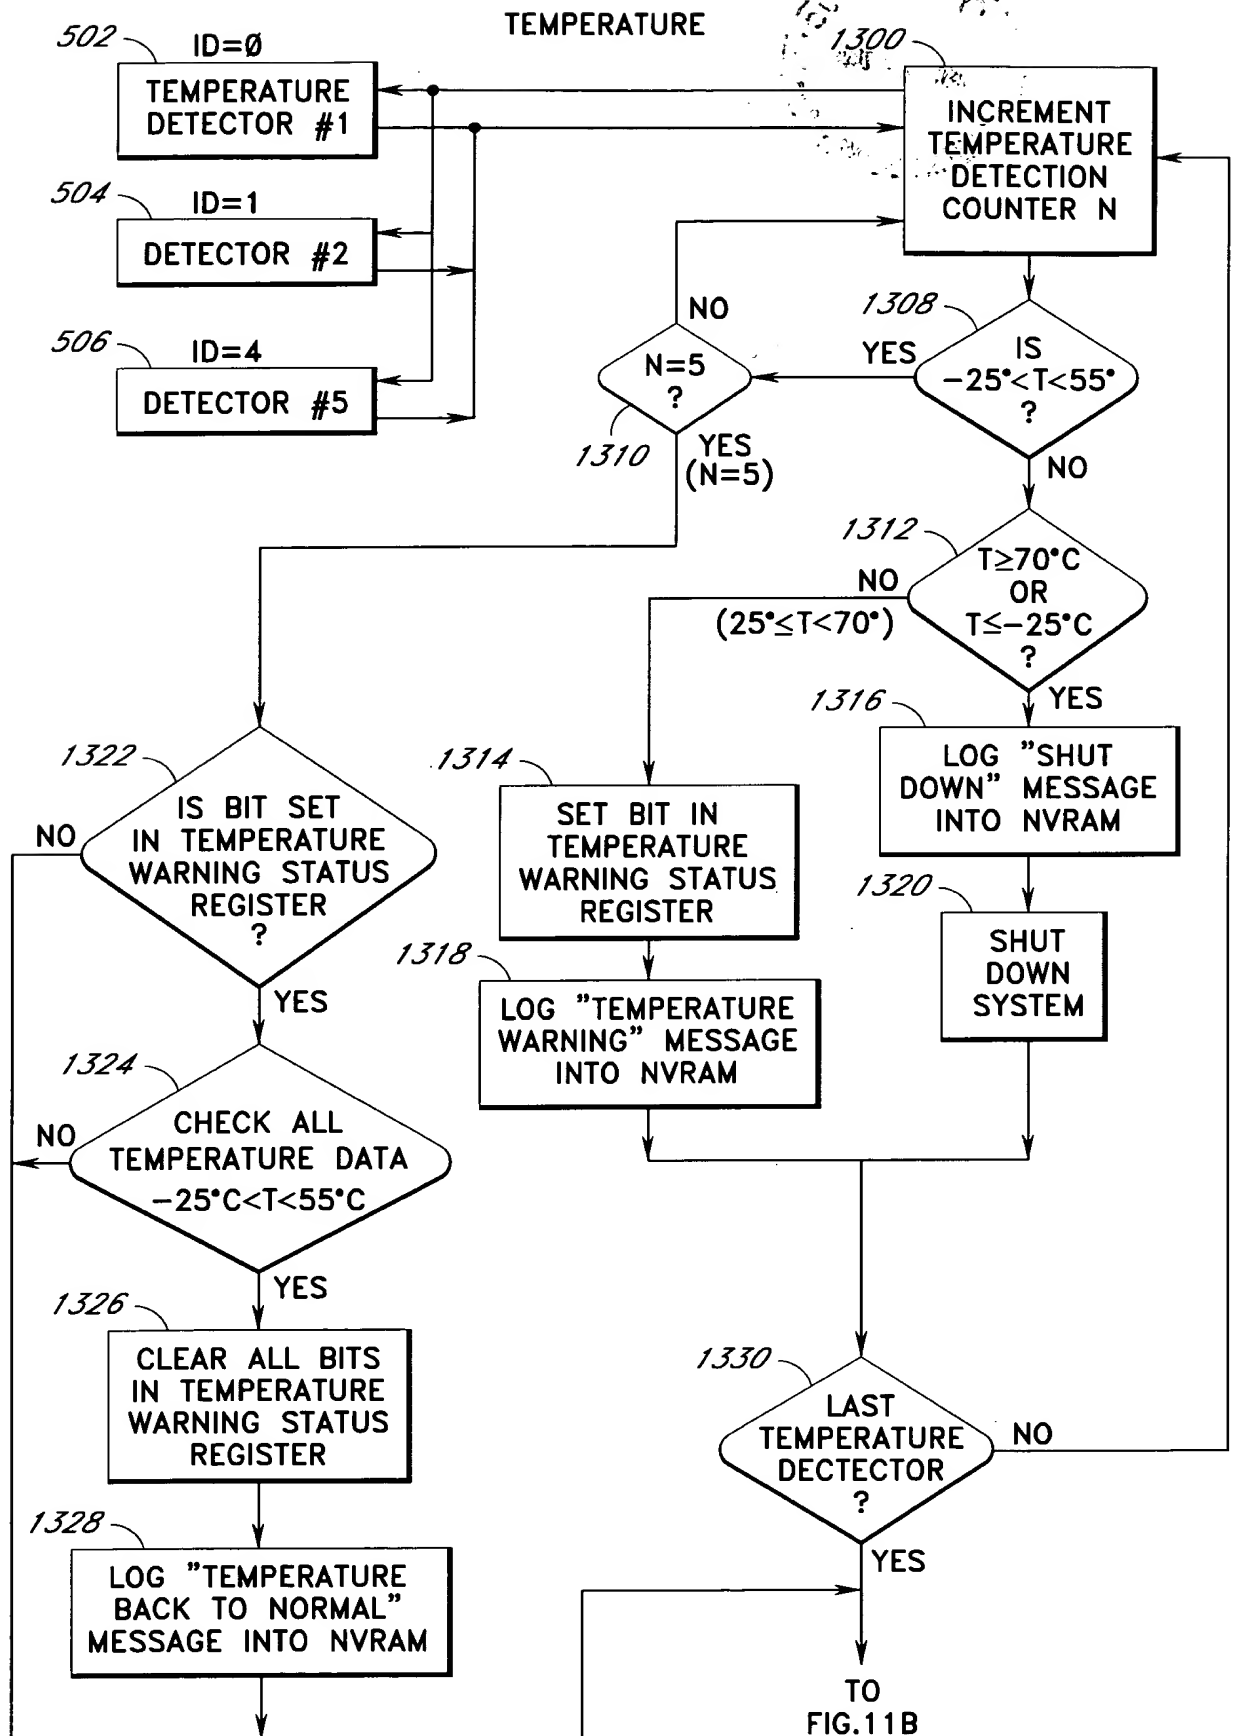 TEMPERATURE
502
ID=Ø
TEMPERATURE
DETECTOR #1
504
ID=1
DETECTOR #2
506
ID=4
DETECTOR #5
1300
INCREMENT
TEMPERATURE
DETECTION
COUNTER N
1308
IS
-25°<T<55°
?
YES
NO
N=5
?
1310
NO
YES
(N=5)
1312
T≥70°C
OR
T≤-25°C
?
NO
(25°≤T<70°)
YES
1316
LOG "SHUT
DOWN" MESSAGE
INTO NVRAM
1320
SHUT
DOWN
SYSTEM
1314
SET BIT IN
TEMPERATURE
WARNING STATUS
REGISTER
1318
LOG "TEMPERATURE
WARNING" MESSAGE
INTO NVRAM
1322
IS BIT SET
IN TEMPERATURE
WARNING STATUS
REGISTER
?
NO
YES
1324
CHECK ALL
TEMPERATURE DATA
-25°C<T<55°C
NO
YES
1326
CLEAR ALL BITS
IN TEMPERATURE
WARNING STATUS
REGISTER
1328
LOG "TEMPERATURE
BACK TO NORMAL"
MESSAGE INTO NVRAM
1330
LAST
TEMPERATURE
DECTECTOR
?
NO
YES
TO
FIG.11B